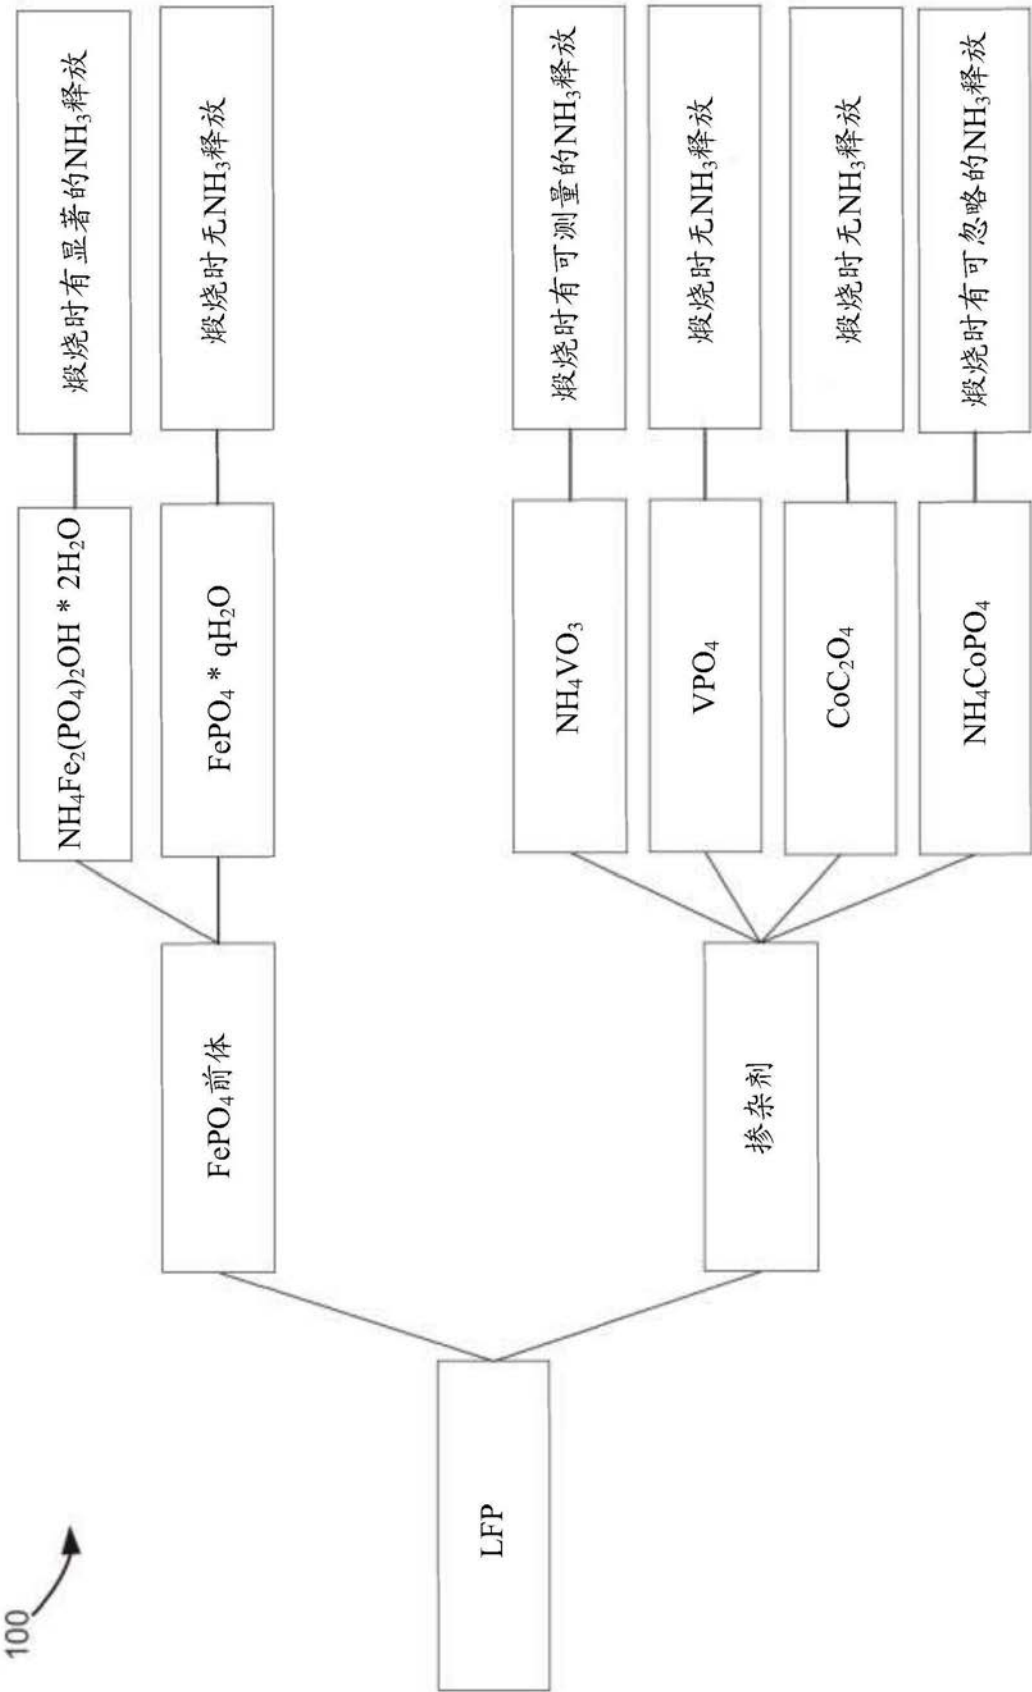 100
LFP
FePO₄前体
掺杂剂
NH₄Fe₂(PO₄)₂OH * 2H₂O
FePO₄ * qH₂O
NH₄VO₃
VPO₄
CoC₂O₄
NH₄CoPO₄
煅烧时有显著的NH₃释放
煅烧时无NH₃释放
煅烧时有可测量的NH₃释放
煅烧时无NH₃释放
煅烧时无NH₃释放
煅烧时有可忽略的NH₃释放